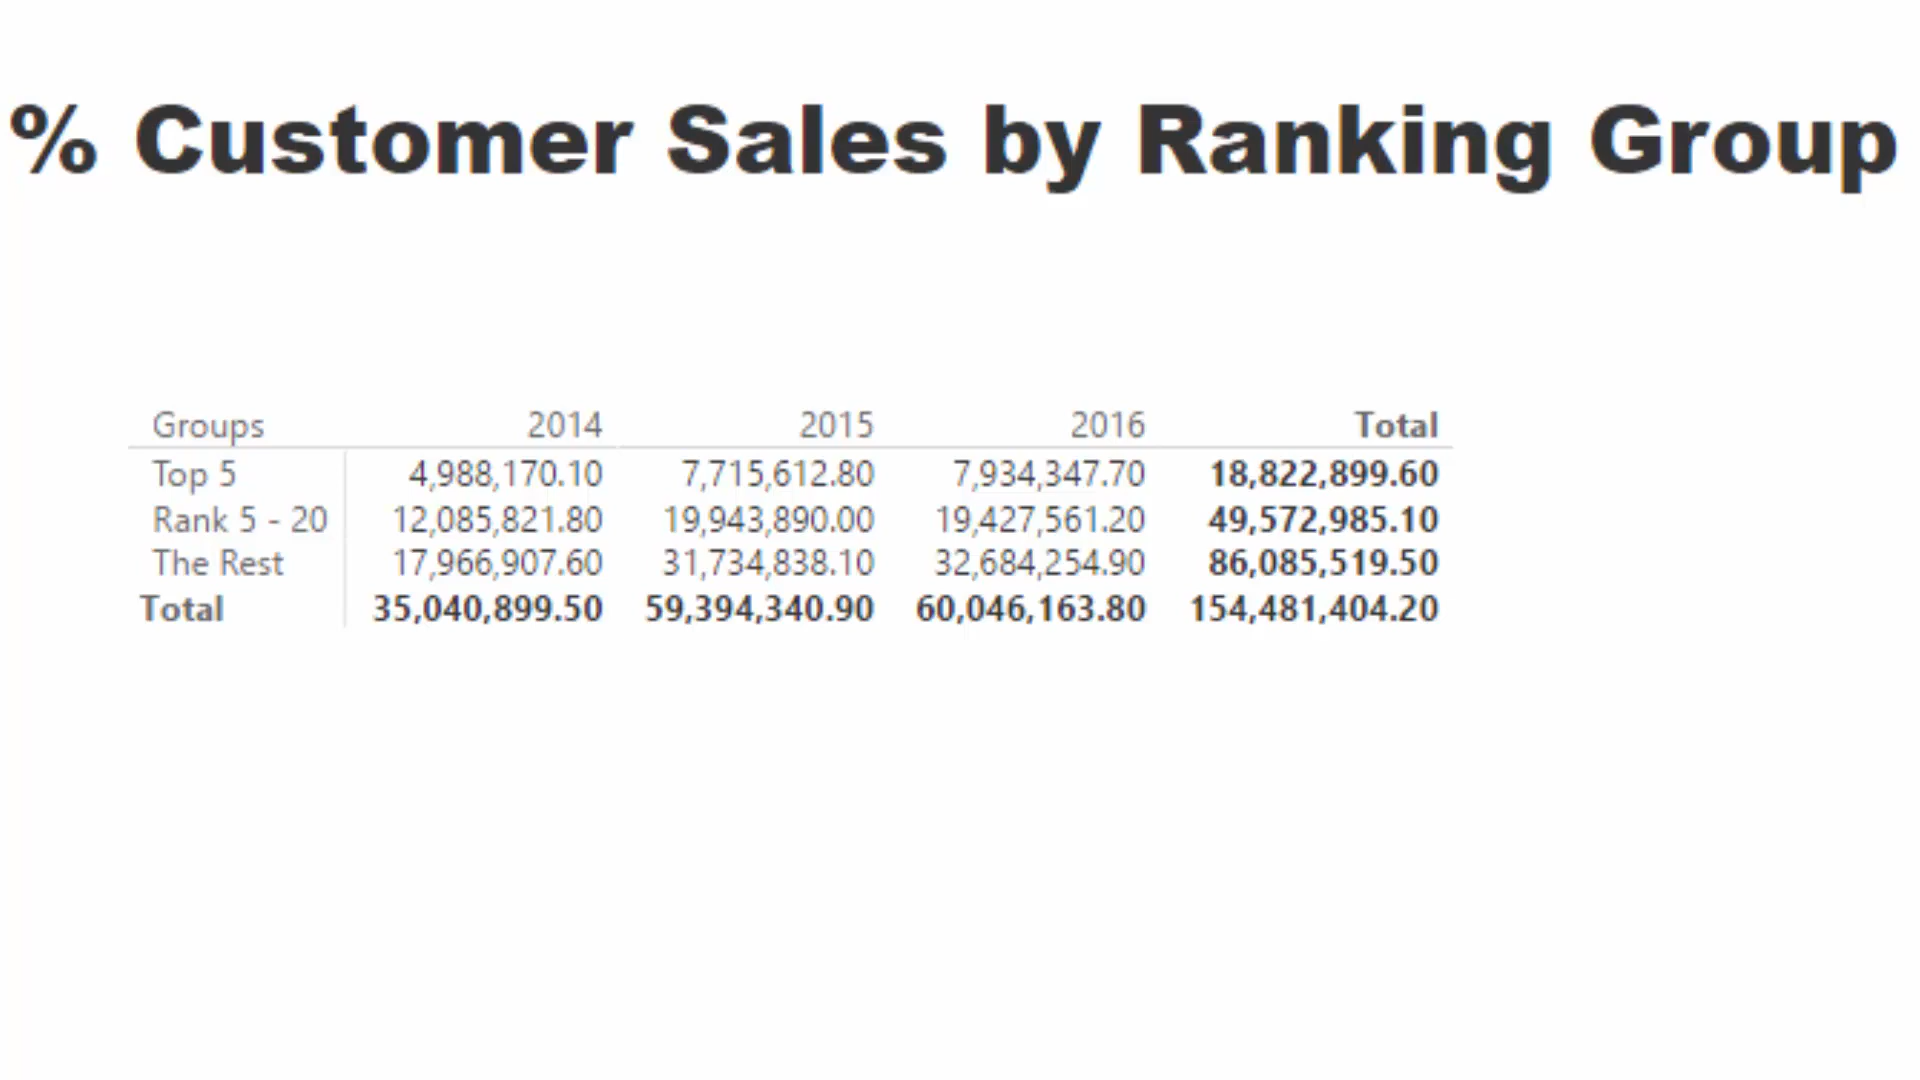 % Customer Sales by Ranking Group
Groups 2014 2015 2016 Total
Top 5 4,988,170.10 7,715,612.80 7,934,347.70 18,822,899.60
Rank 5 - 20 12,085,821.80 19,943,890.00 19,427,561.20 49,572,985.10
The Rest 17,966,907.60 31,734,838.10 32,684,254.90 86,085,519.50
Total 35,040,899.50 59,394,340.90 60,046,163.80 154,481,404.20